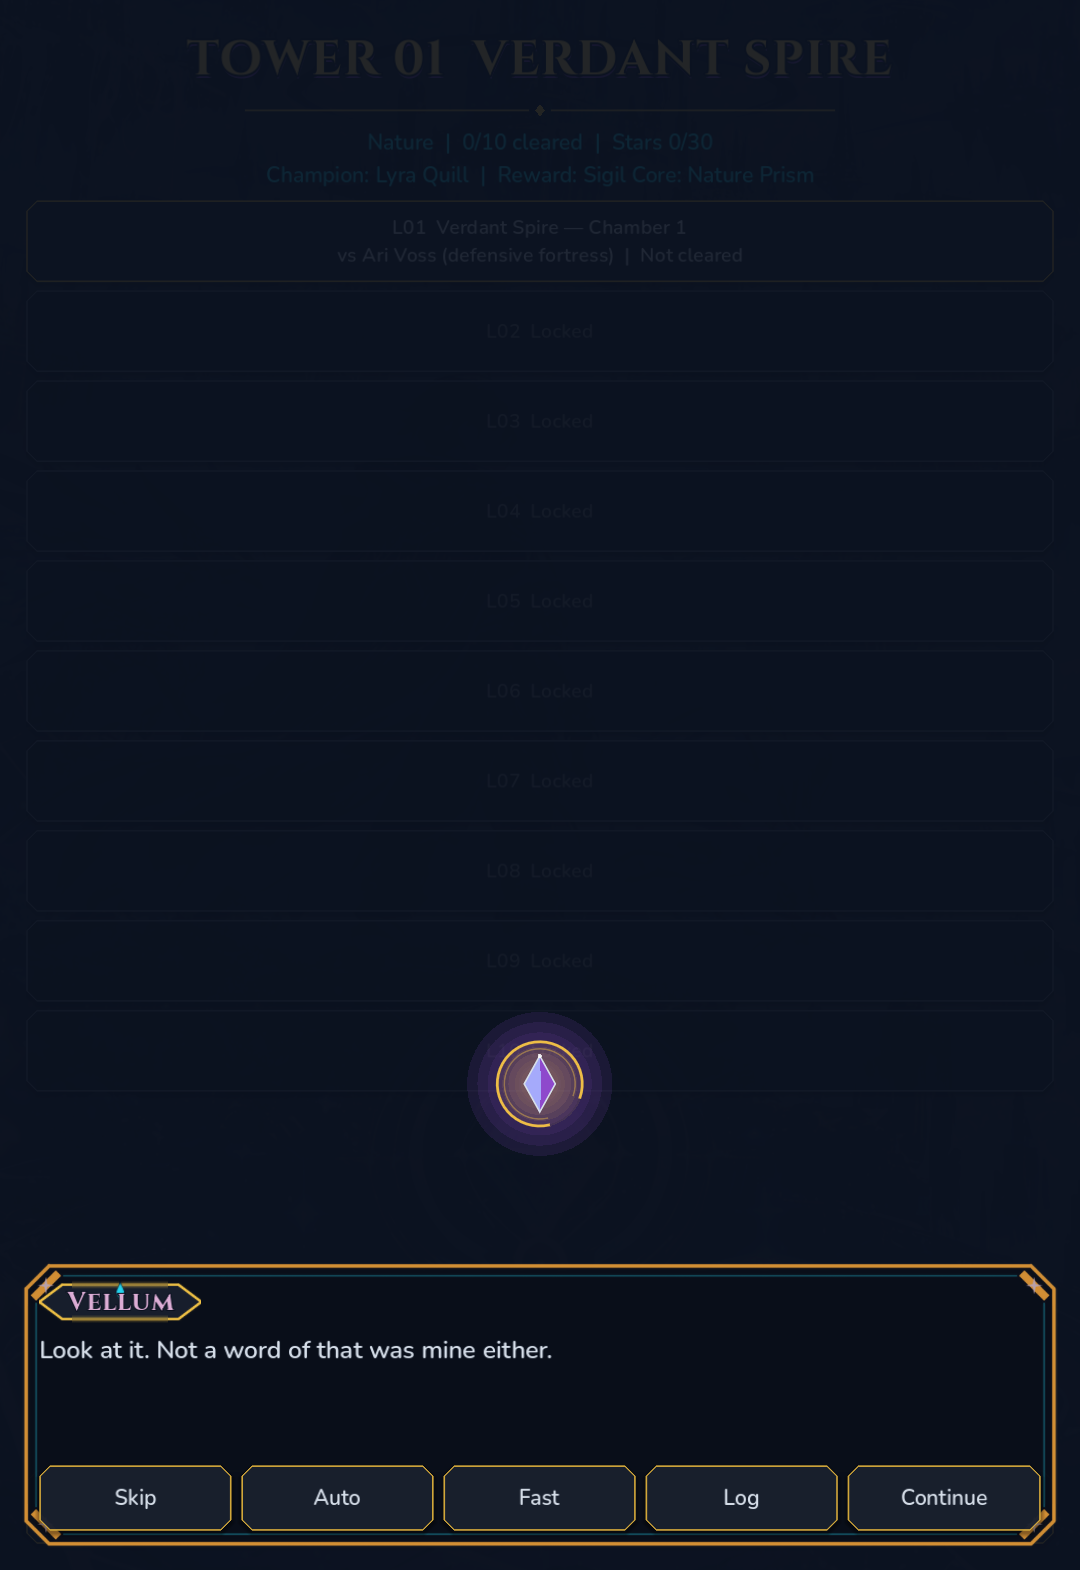 TOWER 01 VERDANT SPIRE
Nature | 0/10 cleared | Stars 0/30
Champion: Lyra Quill | Reward: Sigil Core: Nature Prism
L01 Verdant Spire — Chamber 1
vs Ari Voss (defensive fortress) | Not cleared
L02 Locked
L03 Locked
L04 Locked
L05 Locked
L06 Locked
L07 Locked
L08 Locked
L09 Locked
VELLUM
Look at it. Not a word of that was mine either.
Skip
Auto
Fast
Log
Continue